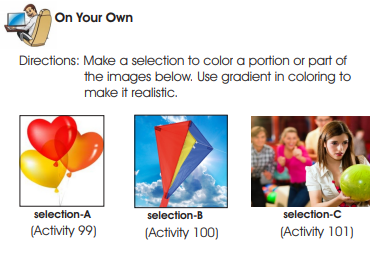 On Your Own
Directions: Make a selection to color a portion or part of
the images below. Use gradient in coloring to
make it realistic.
selection-A
selection-B
selection-C
(Activity 99)
(Activity 100)
(Activity 101)